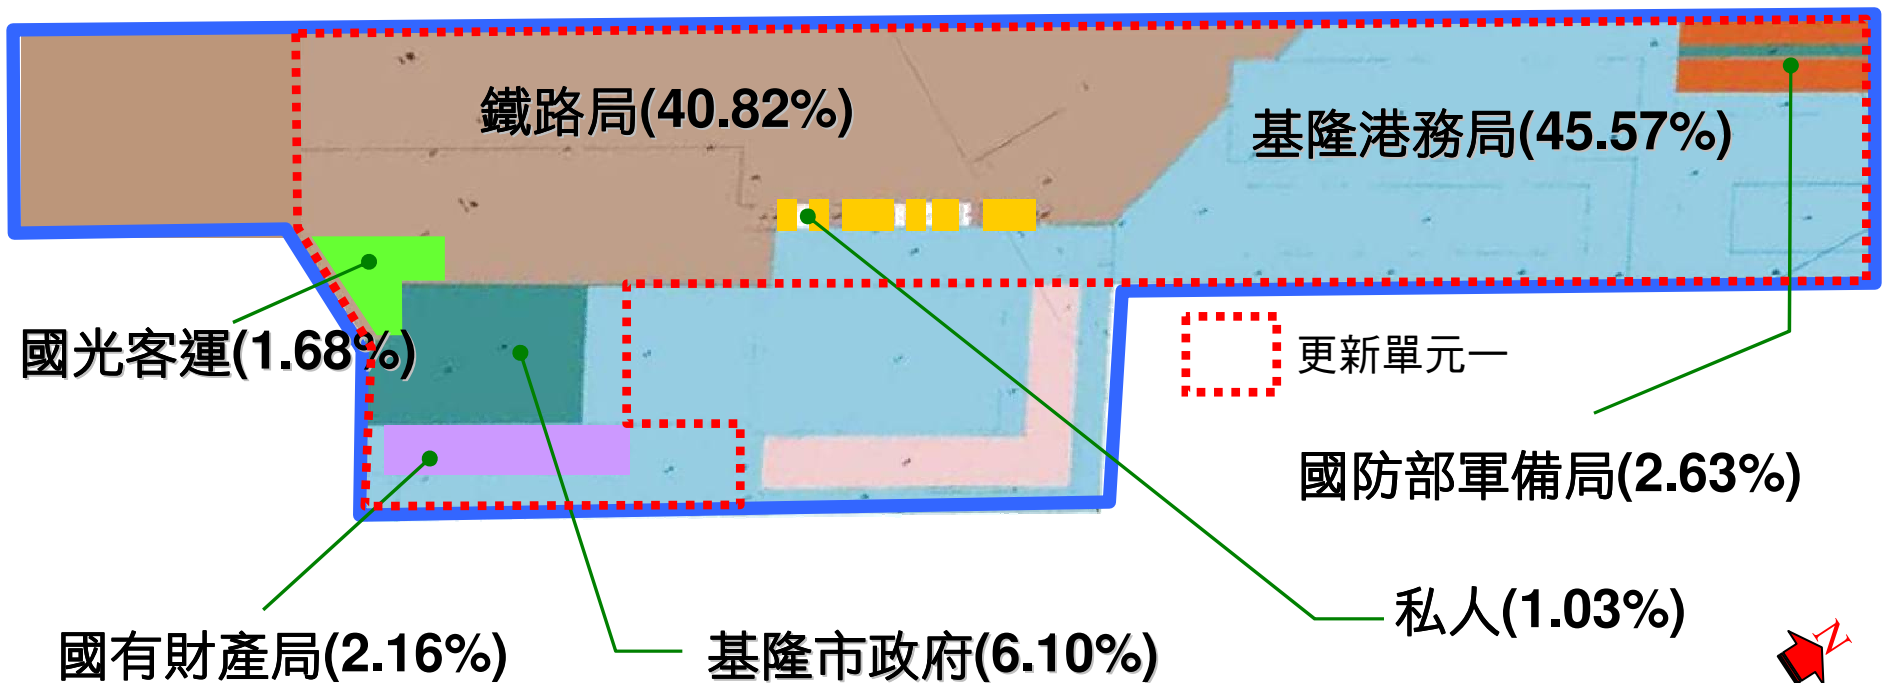 鐵路局(40.82%)
基隆港務局(45.57%)
國光客運(1.68%)
更新單元一
國防部軍備局(2.63%)
私人(1.03%)
國有財產局(2.16%)
基隆市政府(6.10%)
N